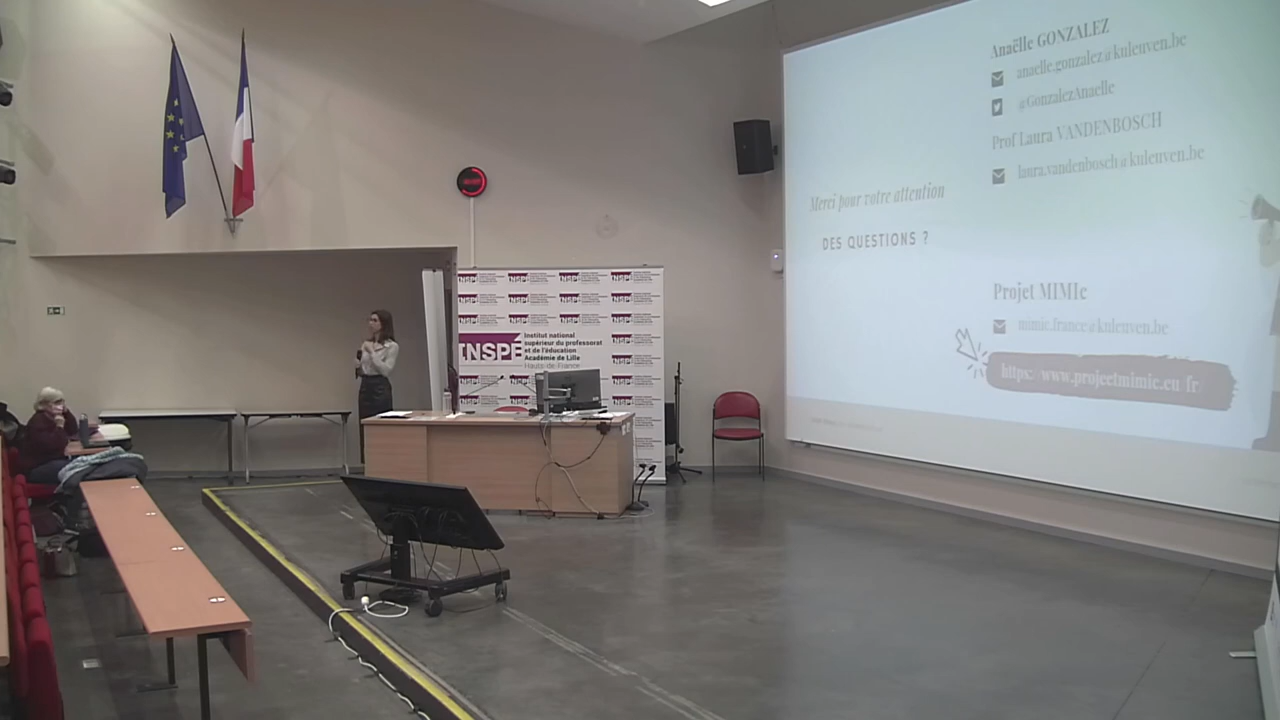 Anaëlle GONZALEZ
anaelle.gonzalez@kuleuven.be
@GonzalezAnaelle
Prof Laura VANDENBOSCH
laura.vandenbosch@kuleuven.be
Merci pour votre attention
DES QUESTIONS ?
Projet MIMIc
mimic.france@kuleuven.be
https: www.projectmimic.eu fr
INSPÉ
Institut national
supérieur du professorat
et de l'éducation
Académie de Lille
Hauts-de-France